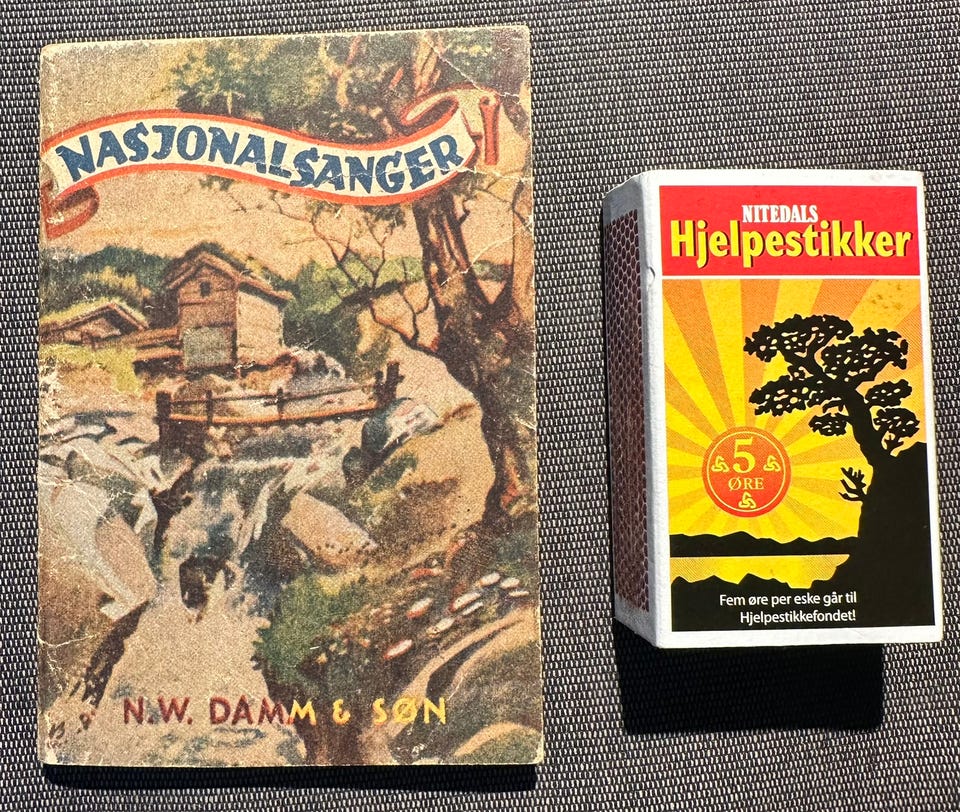 NASJONALSANGER
N.W. DAMM & SØN
NITEDALS
Hjelpestikker
5
ØRE
Fem øre per eske går til
Hjelpestikkefondet!